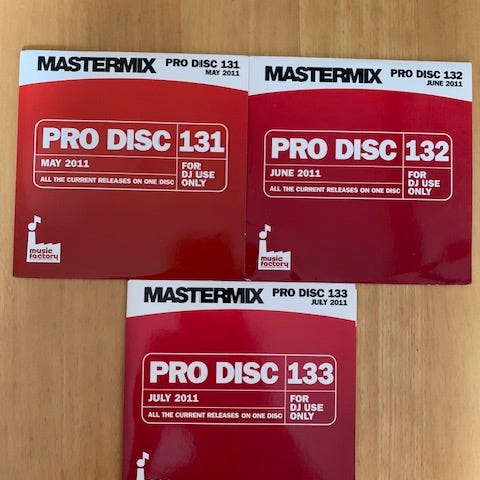 MASTERMIX PRO DISC 131
MAY 2011
PRO DISC 131
MAY 2011
ALL THE CURRENT RELEASES ON ONE DISC
FOR
DJ USE
ONLY
music
factory
MASTERMIX PRO DISC 132
JUNE 2011
PRO DISC 132
JUNE 2011
ALL THE CURRENT RELEASES ON ONE DISC
FOR
DJ USE
ONLY
music
factory
MASTERMIX PRO DISC 133
JULY 2011
PRO DISC 133
JULY 2011
ALL THE CURRENT RELEASES ON ONE DISC
FOR
DJ USE
ONLY